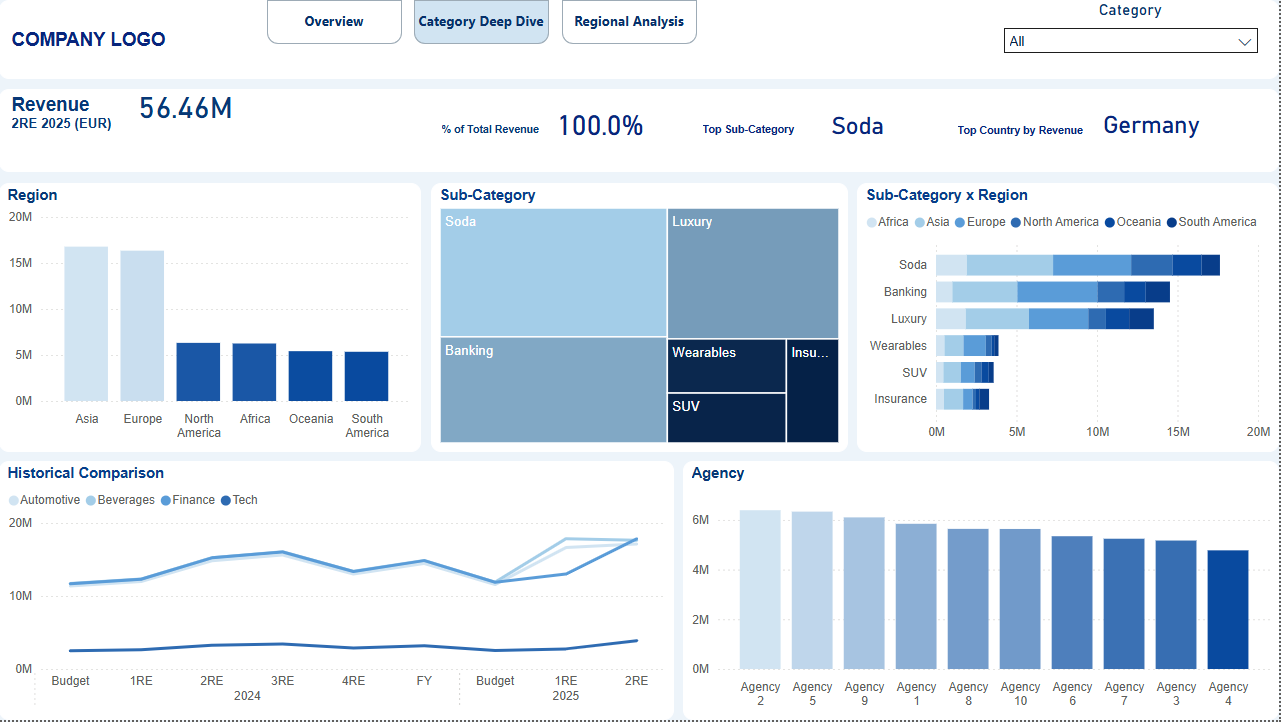 COMPANY LOGO
Overview
Category Deep Dive
Regional Analysis
Category
All
Revenue
2RE 2025 (EUR)
56.46M
% of Total Revenue
100.0%
Top Sub-Category
Soda
Top Country by Revenue
Germany
Region
20M
15M
10M
5M
0M
Asia
Europe
North
America
Africa
Oceania
South
America
Sub-Category
Soda
Luxury
Banking
Wearables
Insu...
SUV
Sub-Category x Region
Africa Asia Europe North America Oceania South America
Soda
Banking
Luxury
Wearables
SUV
Insurance
0M 5M 10M 15M 20M
Historical Comparison
Automotive Beverages Finance Tech
20M
10M
0M
Budget 1RE 2RE 3RE 4RE FY Budget 1RE 2RE
2024 2025
Agency
6M
4M
2M
0M
Agency
2
Agency
5
Agency
9
Agency
1
Agency
8
Agency
10
Agency
6
Agency
7
Agency
3
Agency
4